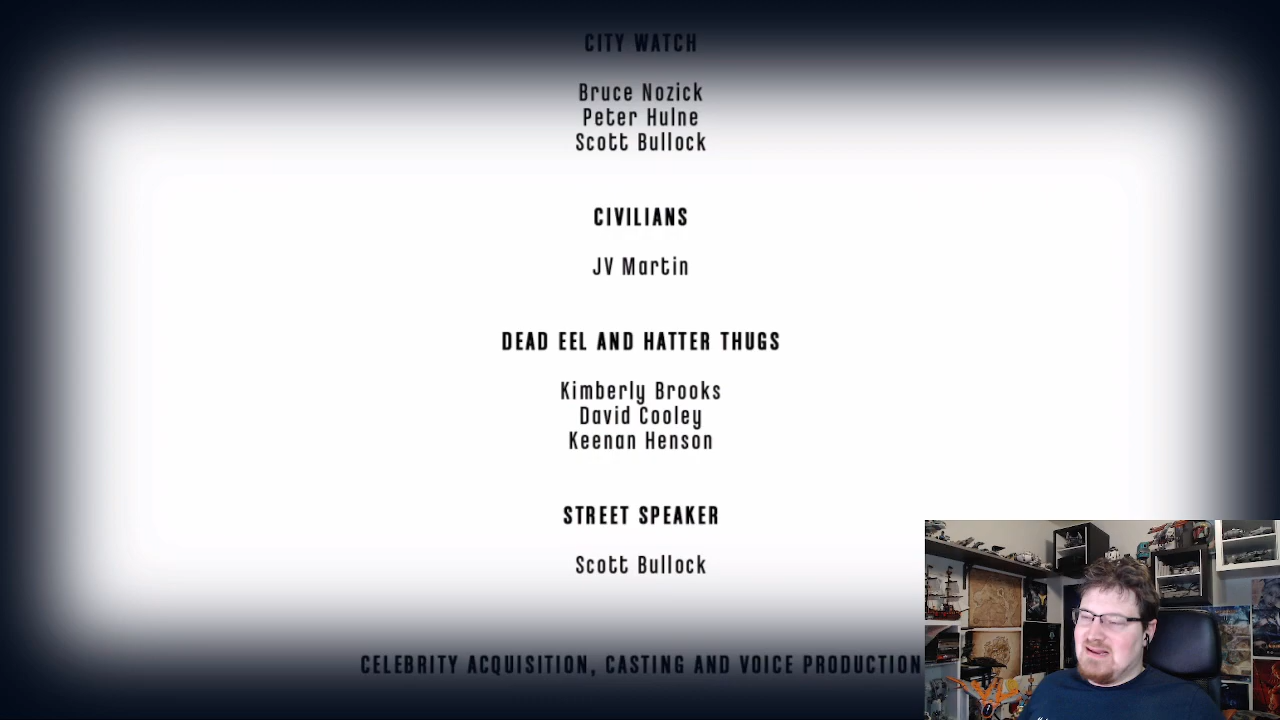 CITY WATCH
Bruce Nozick
Peter Hulne
Scott Bullock
CIVILIANS
JV Martin
DEAD EEL AND HATTER THUGS
Kimberly Brooks
David Cooley
Keenan Henson
STREET SPEAKER
Scott Bullock
CELEBRITY ACQUISITION, CASTING AND VOICE PRODUCTION